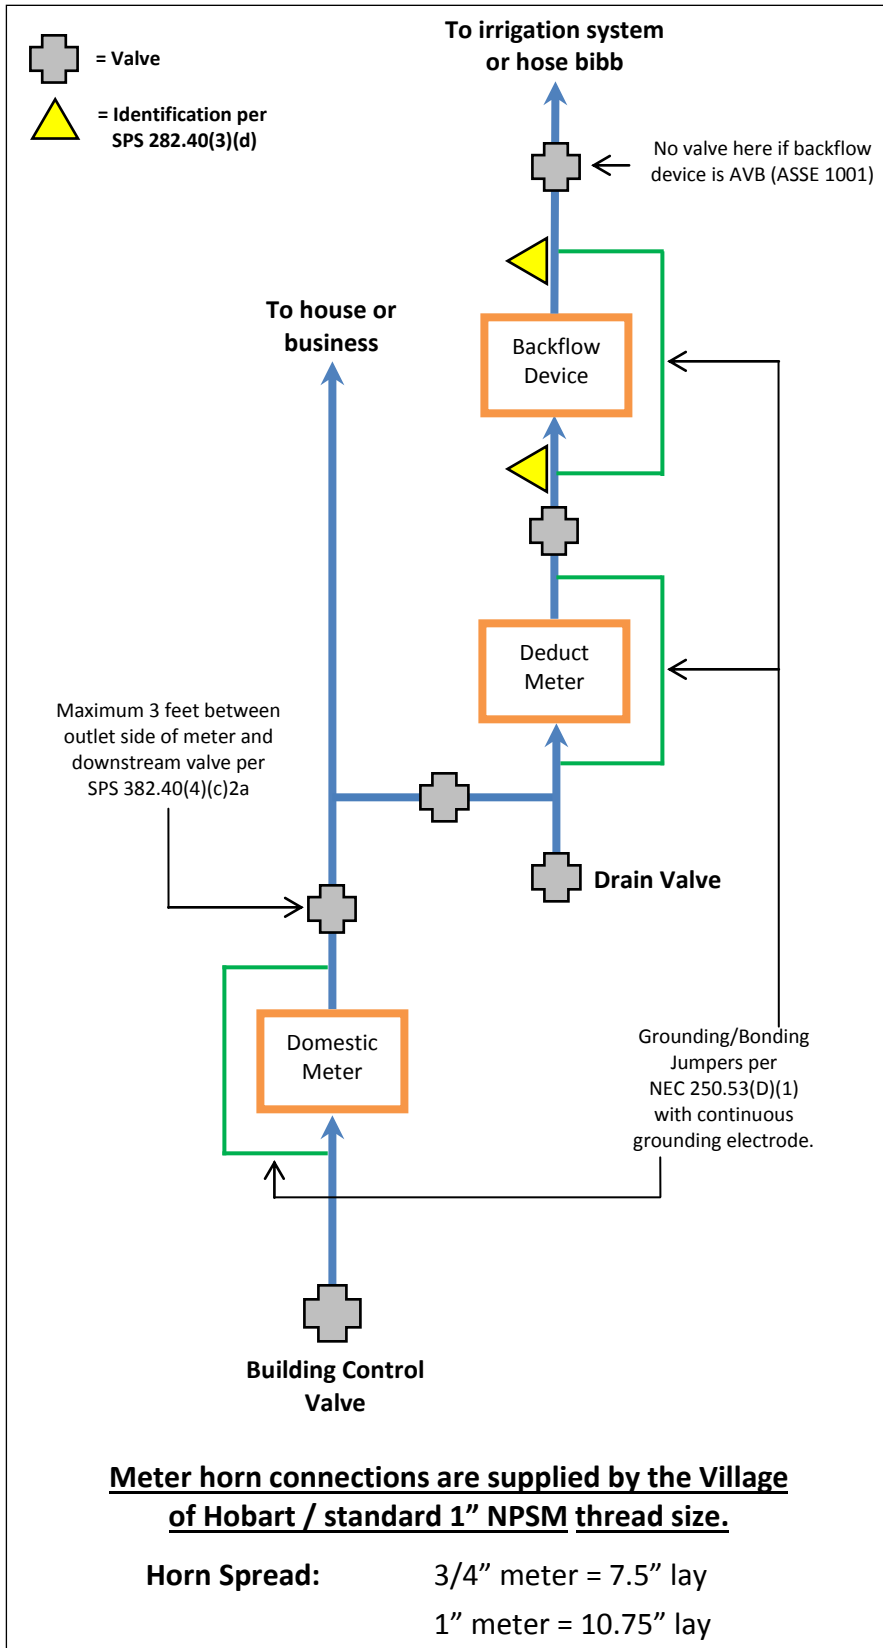 To irrigation system
or hose bibb
= Valve
= Identification per
SPS 282.40(3)(d)
No valve here if backflow
device is AVB (ASSE 1001)
To house or
business
Backflow
Device
Deduct
Meter
Maximum 3 feet between
outlet side of meter and
downstream valve per
SPS 382.40(4)(c)2a
Drain Valve
Domestic
Meter
Grounding/Bonding
Jumpers per
NEC 250.53(D)(1)
with continuous
grounding electrode.
Building Control
Valve
Meter horn connections are supplied by the Village
of Hobart / standard 1” NPSM thread size.
Horn Spread: 3/4” meter = 7.5” lay
1” meter = 10.75” lay